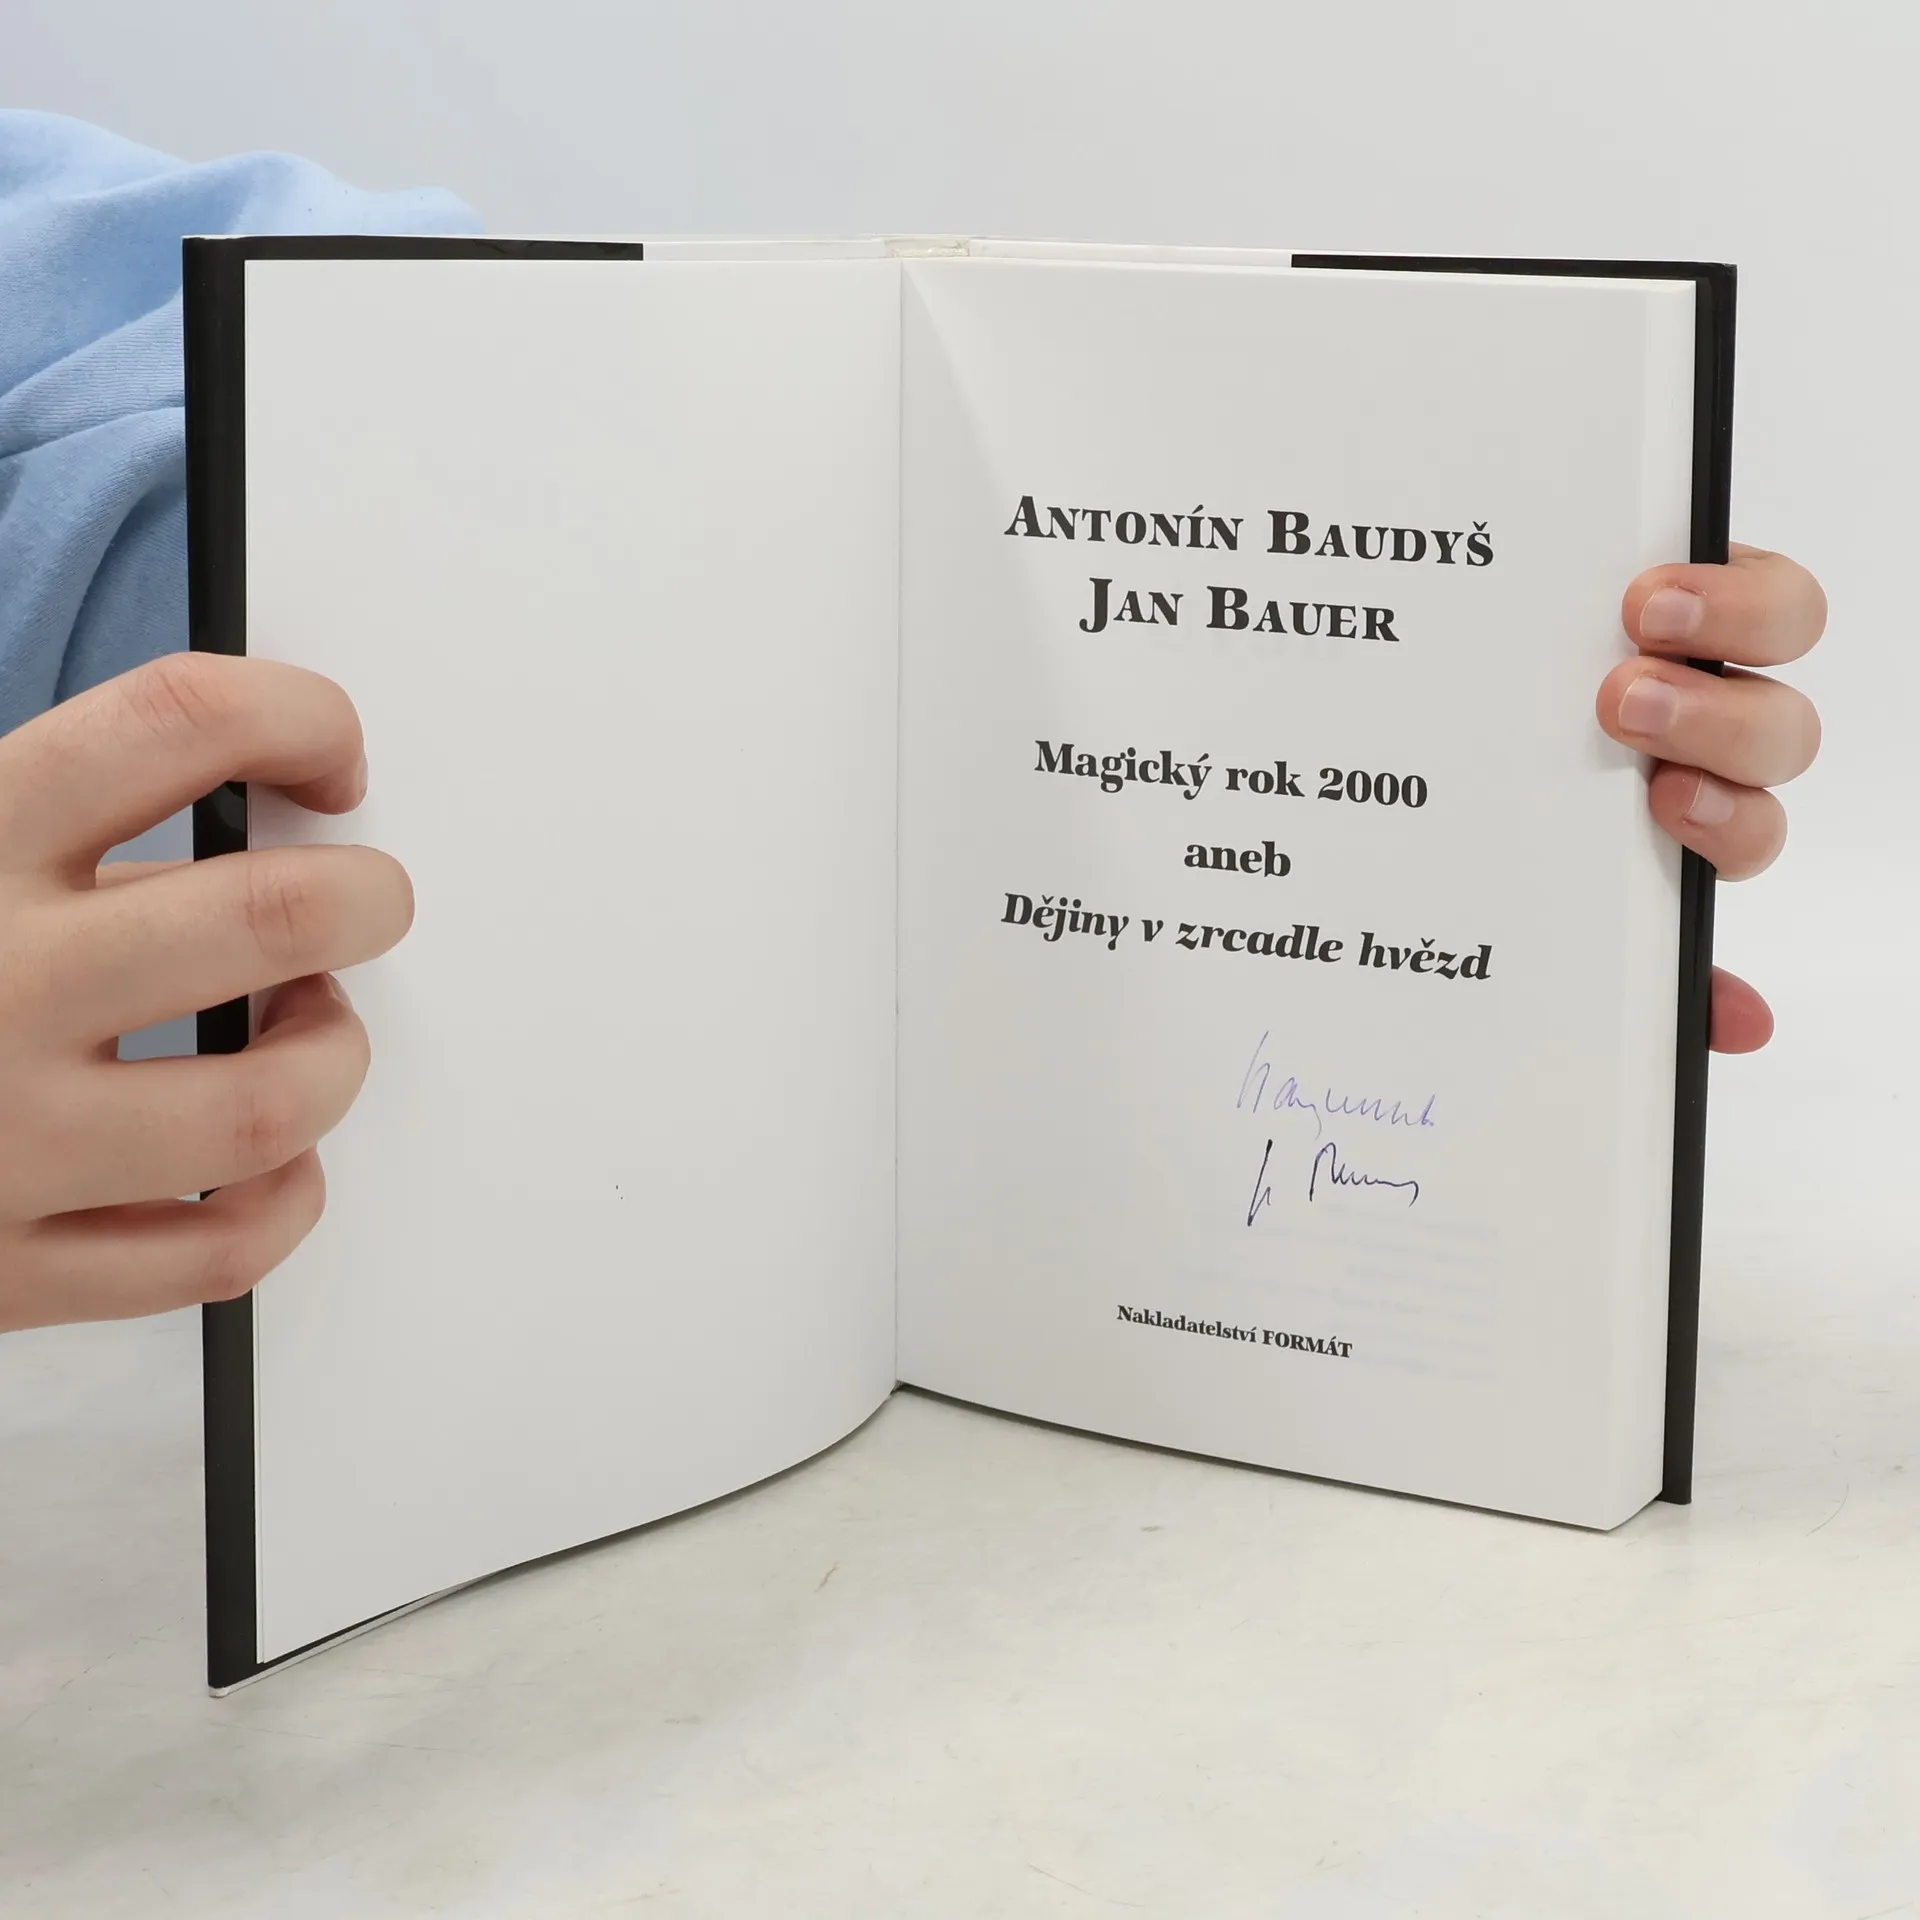 ANTONÍN BAUDYŠ
JAN BAUER
Magický rok 2000
aneb
Dějiny v zrcadle hvězd
Nakladatelství FORMÁT